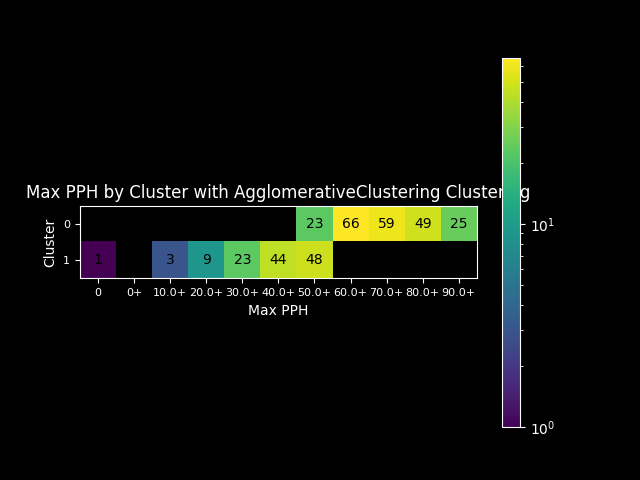 Max PPH by Cluster with AgglomerativeClustering Clustering
Cluster
0 23 66 59 49 25
1 1 3 9 23 44 48
0 0+ 10.0+ 20.0+ 30.0+ 40.0+ 50.0+ 60.0+ 70.0+ 80.0+ 90.0+
Max PPH
10¹
10⁰